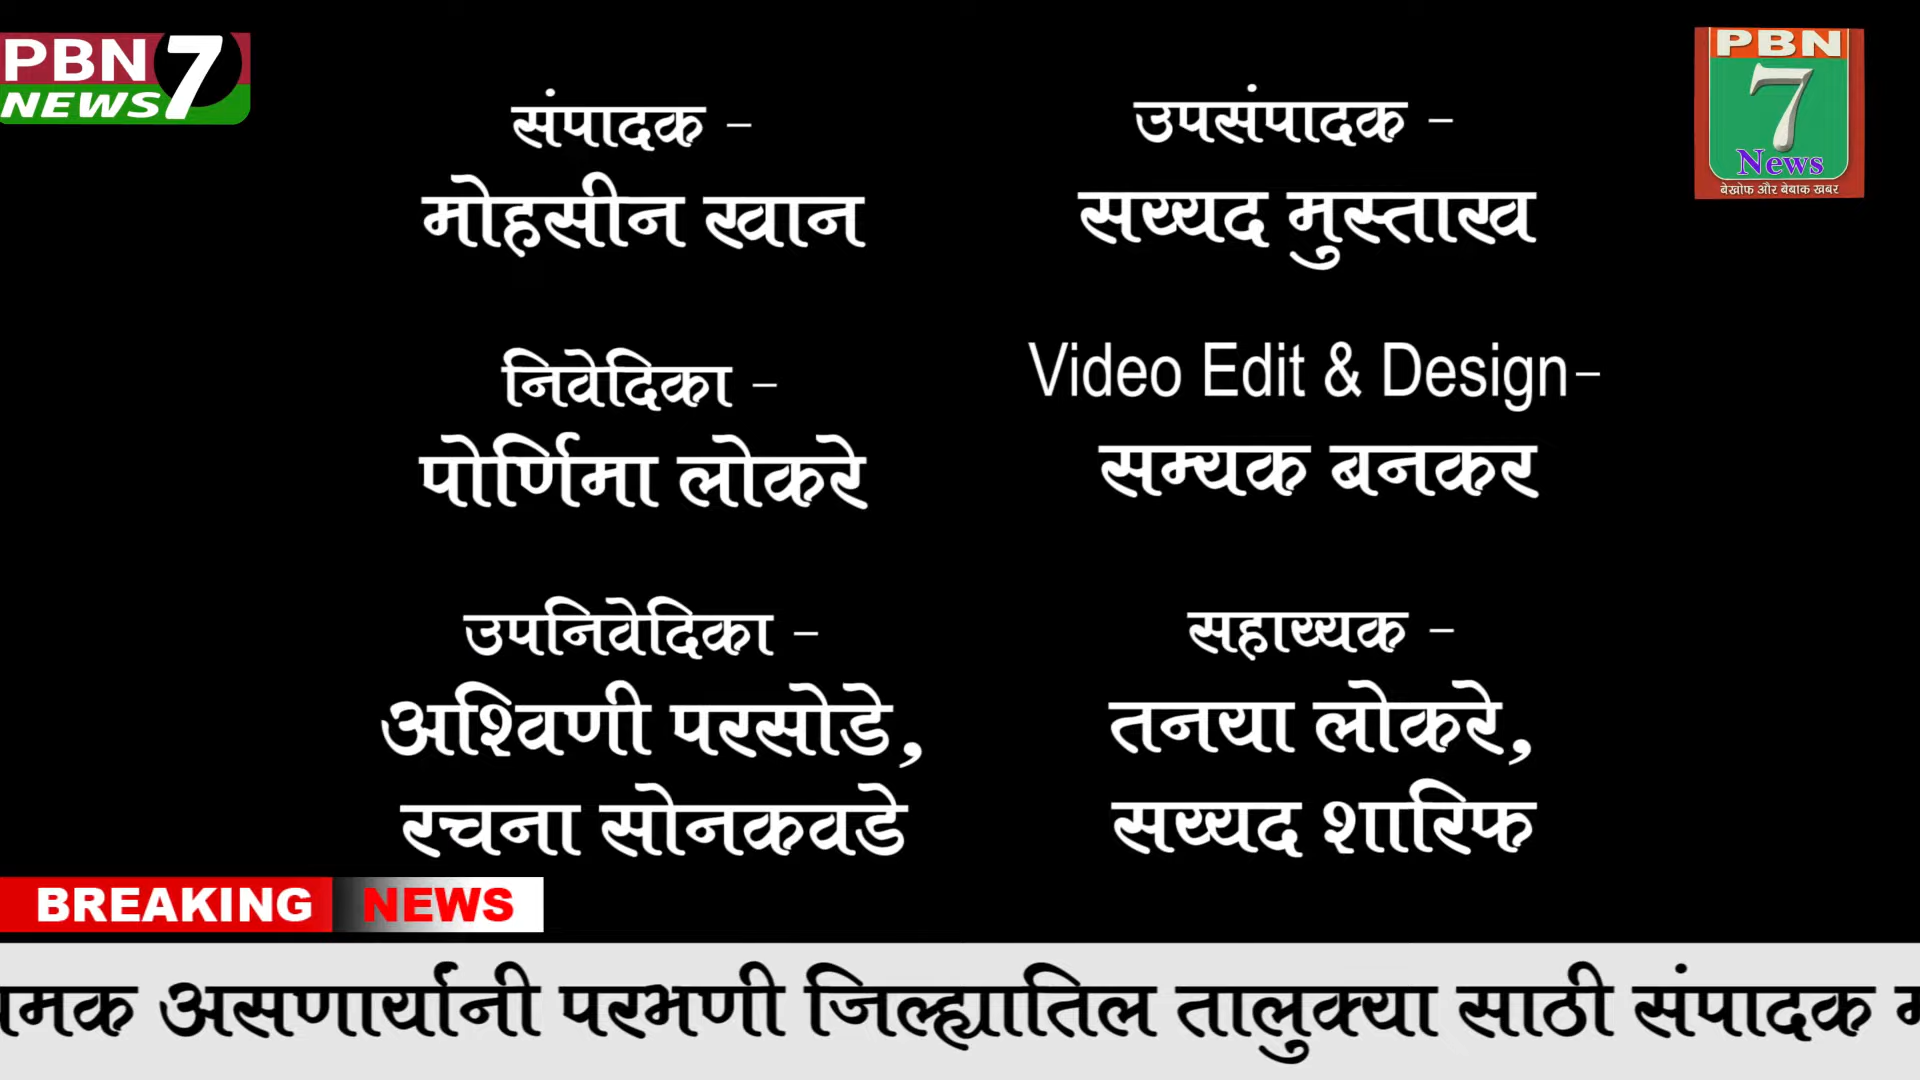 PBN 7
NEWS
PBN
7
News
बेखोफ और बेबाक खबर
संपादक -
मोहसीन खान
उपसंपादक -
सय्यद मुस्ताख
निवेदिका -
पोर्णिमा लोकरे
Video Edit & Design-
सम्यक बनकर
उपनिवेदिका -
अश्विणी परसोडे,
रचना सोनकवडे
सहाय्यक -
तनया लोकरे,
सय्यद शारिफ
BREAKING NEWS
असणार्यानी परभणी जिल्ह्यातिल तालुक्या साठी संपादक